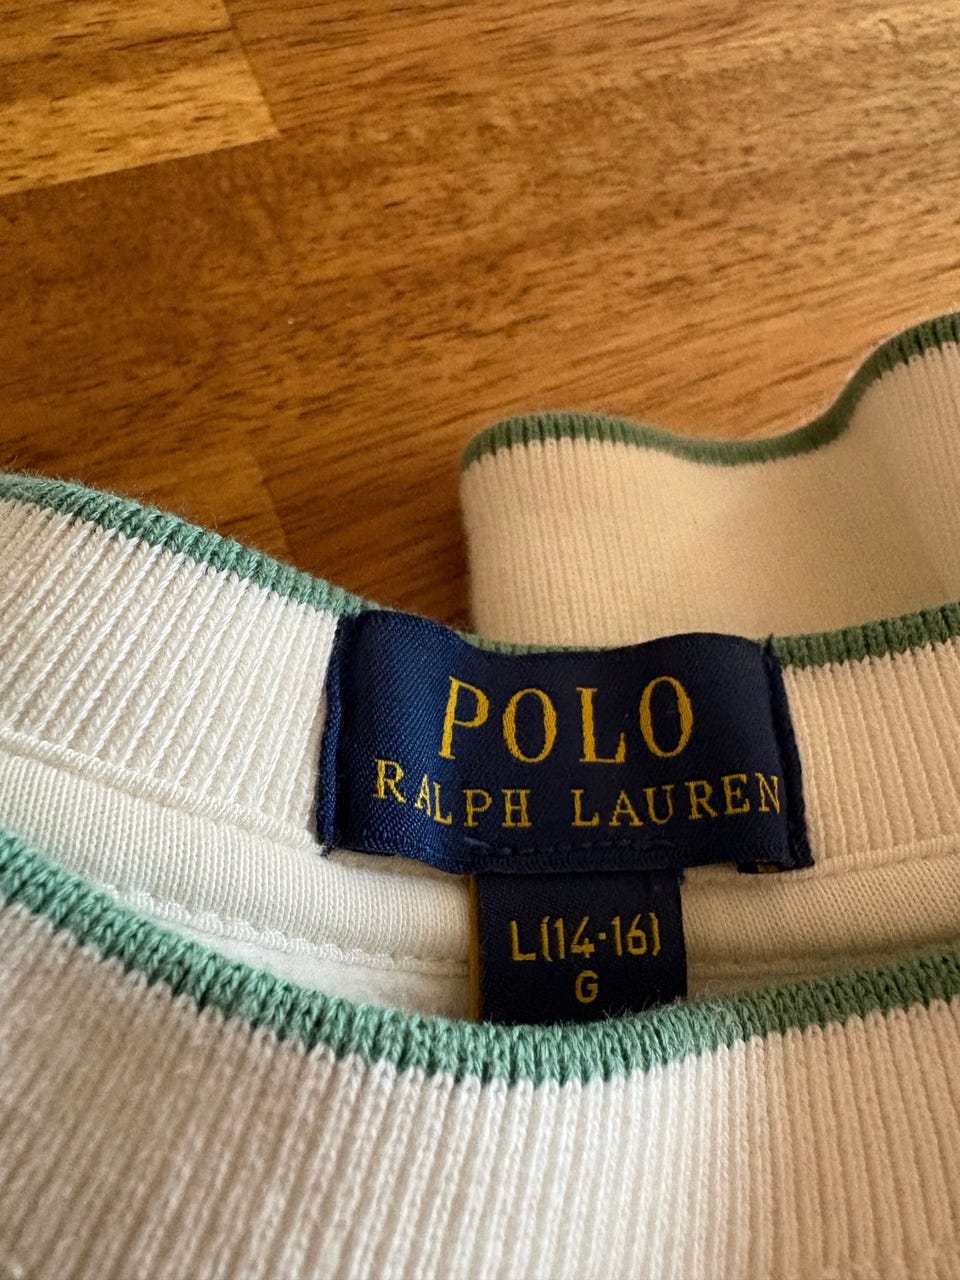 POLO
RALPH LAUREN
L(14-16)
G